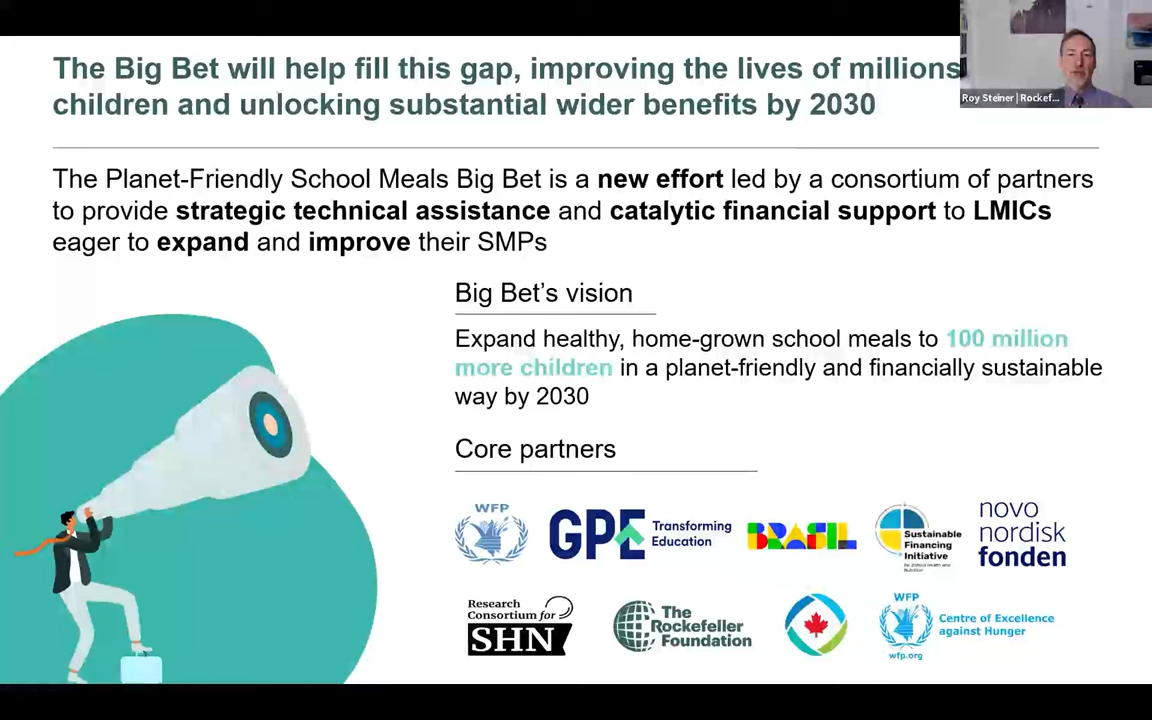 The Big Bet will help fill this gap, improving the lives of millions
children and unlocking substantial wider benefits by 2030
Roy Steiner | Rockef...
The Planet-Friendly School Meals Big Bet is a new effort led by a consortium of partners
to provide strategic technical assistance and catalytic financial support to LMICs
eager to expand and improve their SMPs
Big Bet's vision
Expand healthy, home-grown school meals to 100 million
more children in a planet-friendly and financially sustainable
way by 2030
Core partners
WFP
GPE Transforming
Education
BRASIL
Sustainable
Financing
Initiative
for School Health and
Nutrition
novo
nordisk
fonden
Research
Consortium for
SHN
The
Rockefeller
Foundation
WFP
wfp.org
Centre of Excellence
against Hunger